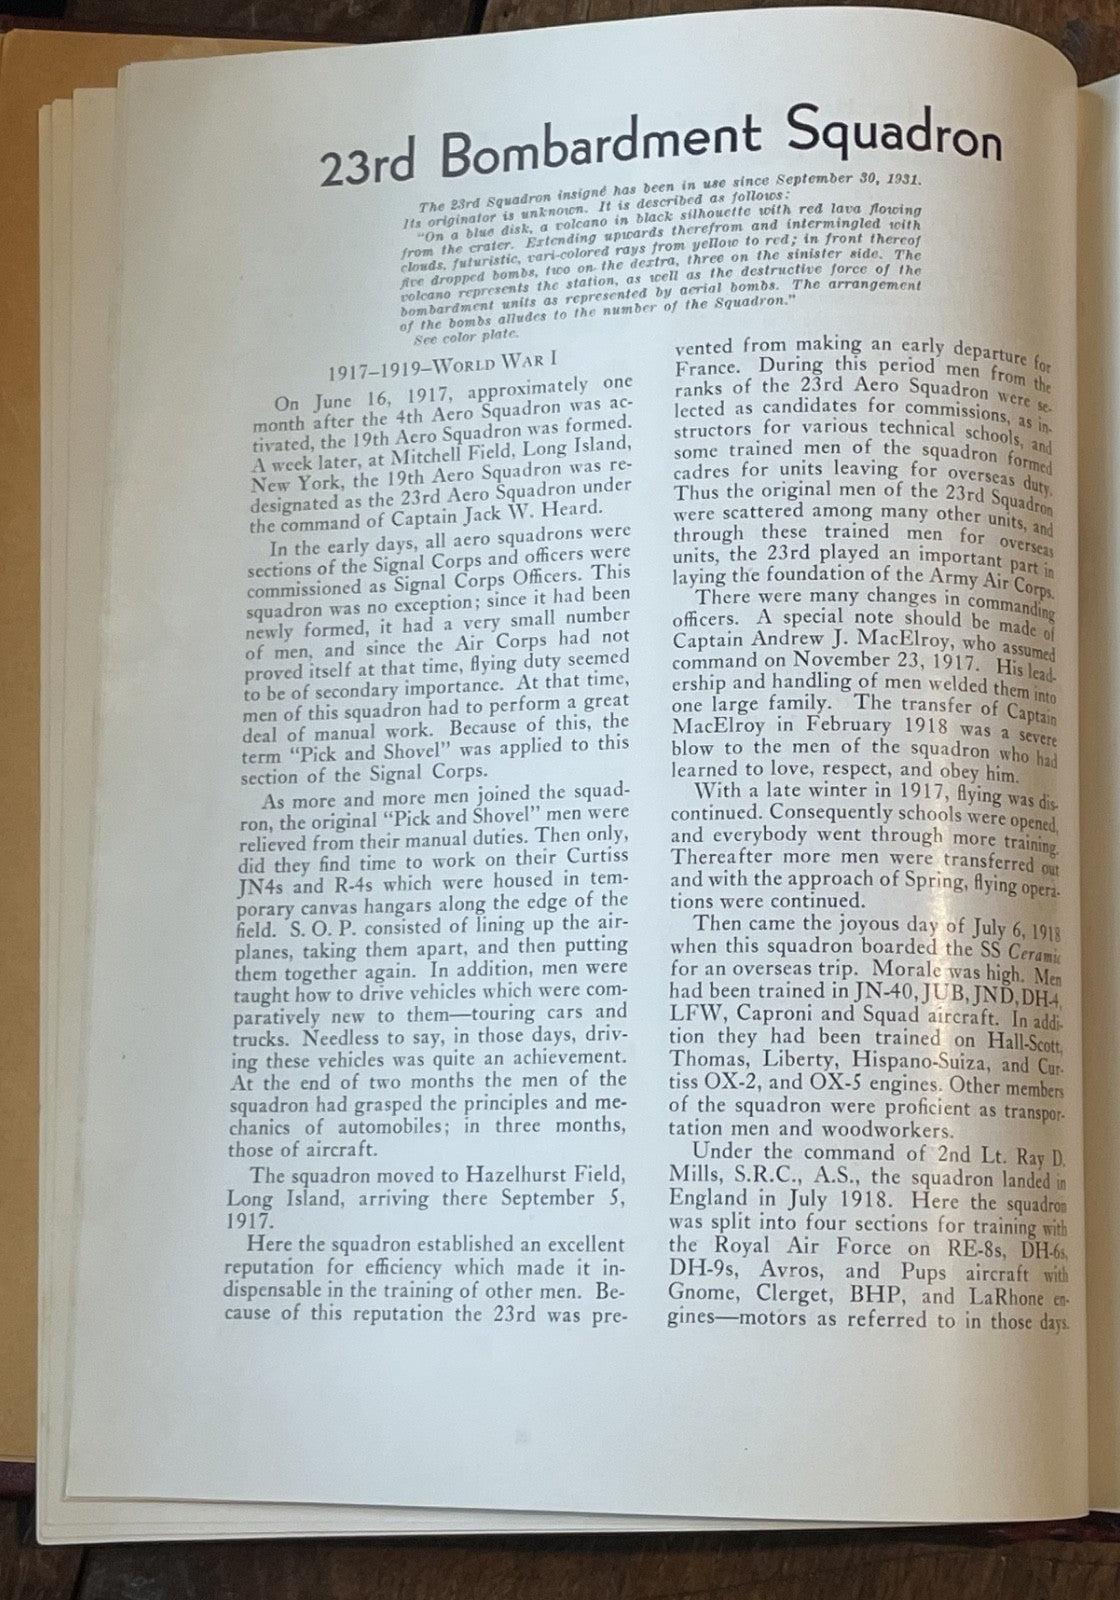 23rd Bombardment Squadron
The 23rd Squadron insigné has been in use since September 30, 1931.
Its originator is unknown. It is described as follows:
"On a blue disk, a volcano in black silhouette with red lava flowing
from the crater. Extending upwards therefrom and intermingled with
clouds, futuristic, vari-colored rays from yellow to red; in front thereof
five dropped bombs, two on the dextra, three on the sinister side. The
volcano represents the station, as well as the destructive force of the
bombardment units as represented by aerial bombs. The arrangement
of the bombs alludes to the number of the Squadron."
See color plate.
1917–1919–WORLD WAR I
On June 16, 1917, approximately one
month after the 4th Aero Squadron was ac-
tivated, the 19th Aero Squadron was formed.
A week later, at Mitchell Field, Long Island,
New York, the 19th Aero Squadron was re-
designated as the 23rd Aero Squadron under
the command of Captain Jack W. Heard.
In the early days, all aero squadrons were
sections of the Signal Corps and officers were
commissioned as Signal Corps Officers. This
squadron was no exception; since it had been
newly formed, it had a very small number
of men, and since the Air Corps had not
proved itself at that time, flying duty seemed
to be of secondary importance. At that time,
men of this squadron had to perform a great
deal of manual work. Because of this, the
term "Pick and Shovel" was applied to this
section of the Signal Corps.
As more and more men joined the squad-
ron, the original "Pick and Shovel" men were
relieved from their manual duties. Then only,
did they find time to work on their Curtiss
JN4s and R-4s which were housed in tem-
porary canvas hangars along the edge of the
field. S. O. P. consisted of lining up the air-
planes, taking them apart, and then putting
them together again. In addition, men were
taught how to drive vehicles which were com-
paratively new to them—touring cars and
trucks. Needless to say, in those days, driv-
ing these vehicles was quite an achievement.
At the end of two months the men of the
squadron had grasped the principles and me-
chanics of automobiles; in three months,
those of aircraft.
The squadron moved to Hazelhurst Field,
Long Island, arriving there September 5,
1917.
Here the squadron established an excellent
reputation for efficiency which made it in-
dispensable in the training of other men. Be-
cause of this reputation the 23rd was pre-
vented from making an early departure for
France. During this period men from the
ranks of the 23rd Aero Squadron were se-
lected as candidates for commissions, as in-
structors for various technical schools, and
some trained men of the squadron formed
cadres for units leaving for overseas duty.
Thus the original men of the 23rd Squadron
were scattered among many other units, and
through these trained men for overseas
units, the 23rd played an important part in
laying the foundation of the Army Air Corps.
There were many changes in commanding
officers. A special note should be made of
Captain Andrew J. MacElroy, who assumed
command on November 23, 1917. His lead-
ership and handling of men welded them into
one large family. The transfer of Captain
MacElroy in February 1918 was a severe
blow to the men of the squadron who had
learned to love, respect, and obey him.
With a late winter in 1917, flying was dis-
continued. Consequently schools were opened,
and everybody went through more training.
Thereafter more men were transferred out
and with the approach of Spring, flying opera-
tions were continued.
Then came the joyous day of July 6, 1918
when this squadron boarded the SS Ceramic
for an overseas trip. Morale was high. Men
had been trained in JN-40, JUB, JND, DH-4,
LFW, Caproni and Squad aircraft. In addi-
tion they had been trained on Hall-Scott,
Thomas, Liberty, Hispano-Suiza, and Cur-
tiss OX-2, and OX-5 engines. Other members
of the squadron were proficient as transpor-
tation men and woodworkers.
Under the command of 2nd Lt. Ray D.
Mills, S.R.C., A.S., the squadron landed in
England in July 1918. Here the squadron
was split into four sections for training with
the Royal Air Force on RE-8s, DH-6s,
DH-9s, Avros, and Pups aircraft with
Gnome, Clerget, BHP, and LaRhone en-
gines—motors as referred to in those days.